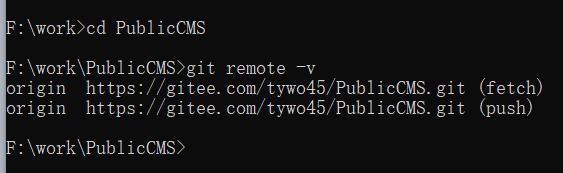 F:\work>cd PublicCMS
F:\work\PublicCMS>git remote -v
origin  https://gitee.com/tywo45/PublicCMS.git (fetch)
origin  https://gitee.com/tywo45/PublicCMS.git (push)
F:\work\PublicCMS>